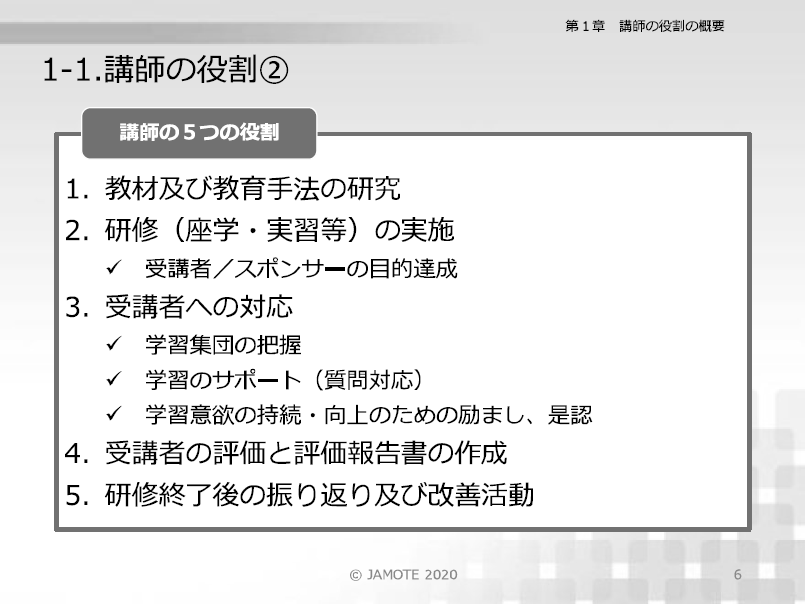 第１章　講師の役割の概要
1-1.講師の役割②
講師の５つの役割
1. 教材及び教育手法の研究
2. 研修（座学・実習等）の実施
✓ 受講者／スポンサーの目的達成
3. 受講者への対応
✓ 学習集団の把握
✓ 学習のサポート（質問対応）
✓ 学習意欲の持続・向上のための励まし、是認
4. 受講者の評価と評価報告書の作成
5. 研修終了後の振り返り及び改善活動
© JAMOTE 2020
6